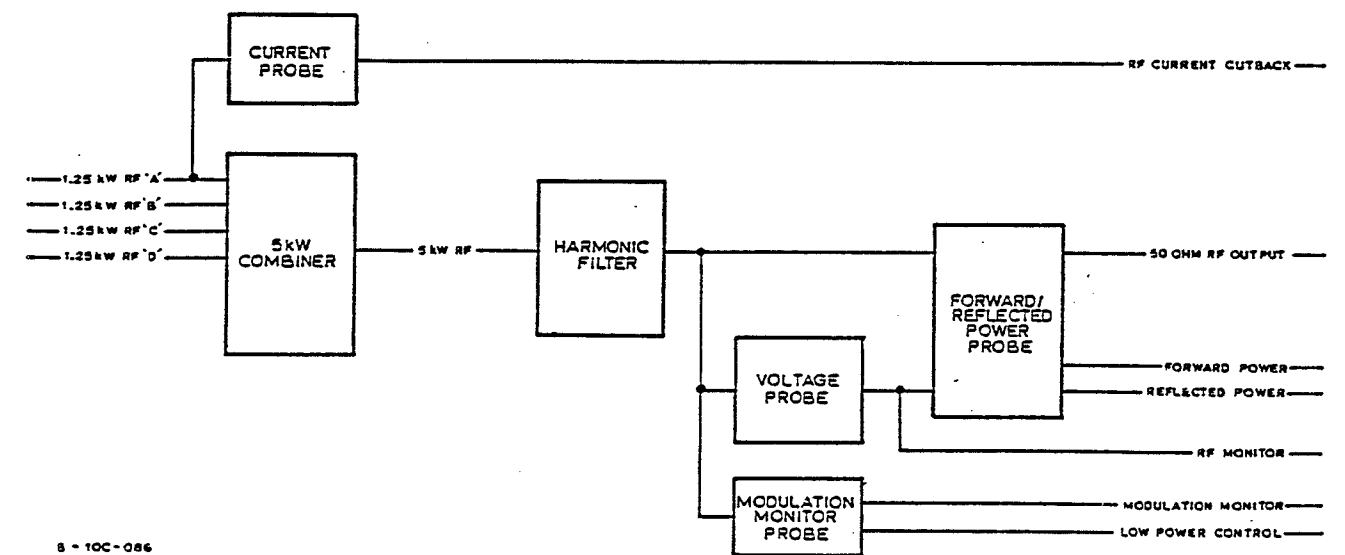 CURRENT
PROBE
RF CURRENT CUTBACK
1.25 kW RF 'A'
1.25 kW RF 'B'
1.25 kW RF 'C'
1.25 kW RF 'D'
5 kW
COMBINER
5 kW RF
HARMONIC
FILTER
50 OHM RF OUTPUT
FORWARD/
REFLECTED
POWER
PROBE
FORWARD POWER
REFLECTED POWER
VOLTAGE
PROBE
RF MONITOR
MODULATION
MONITOR
PROBE
MODULATION MONITOR
LOW POWER CONTROL
S - 10C - 086